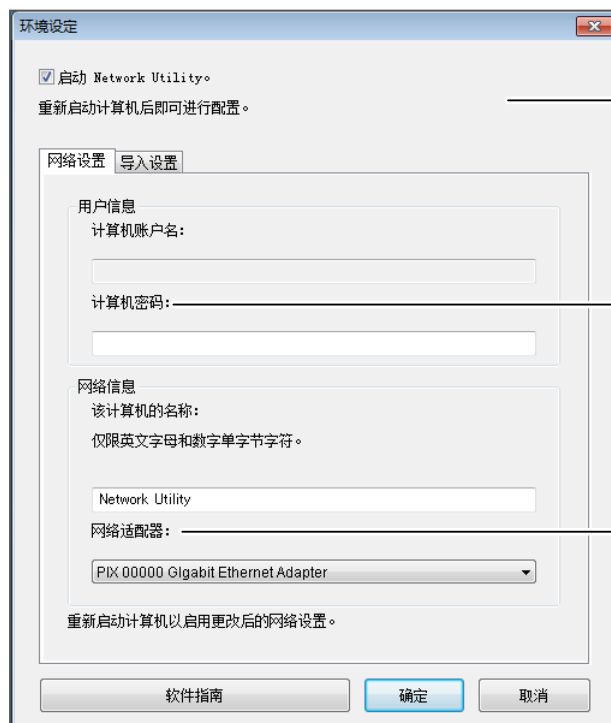 环境设定
启动 Network Utility。
重新启动计算机后即可进行配置。
网络设置 导入设置
用户信息
计算机账户名：
计算机密码：
网络信息
该计算机的名称：
仅限英文字母和数字单字节字符。
Network Utility
网络适配器：
PIX 00000 GIgabit Ethernet Adapter
重新启动计算机以启用更改后的网络设置。
软件指南 确定 取消